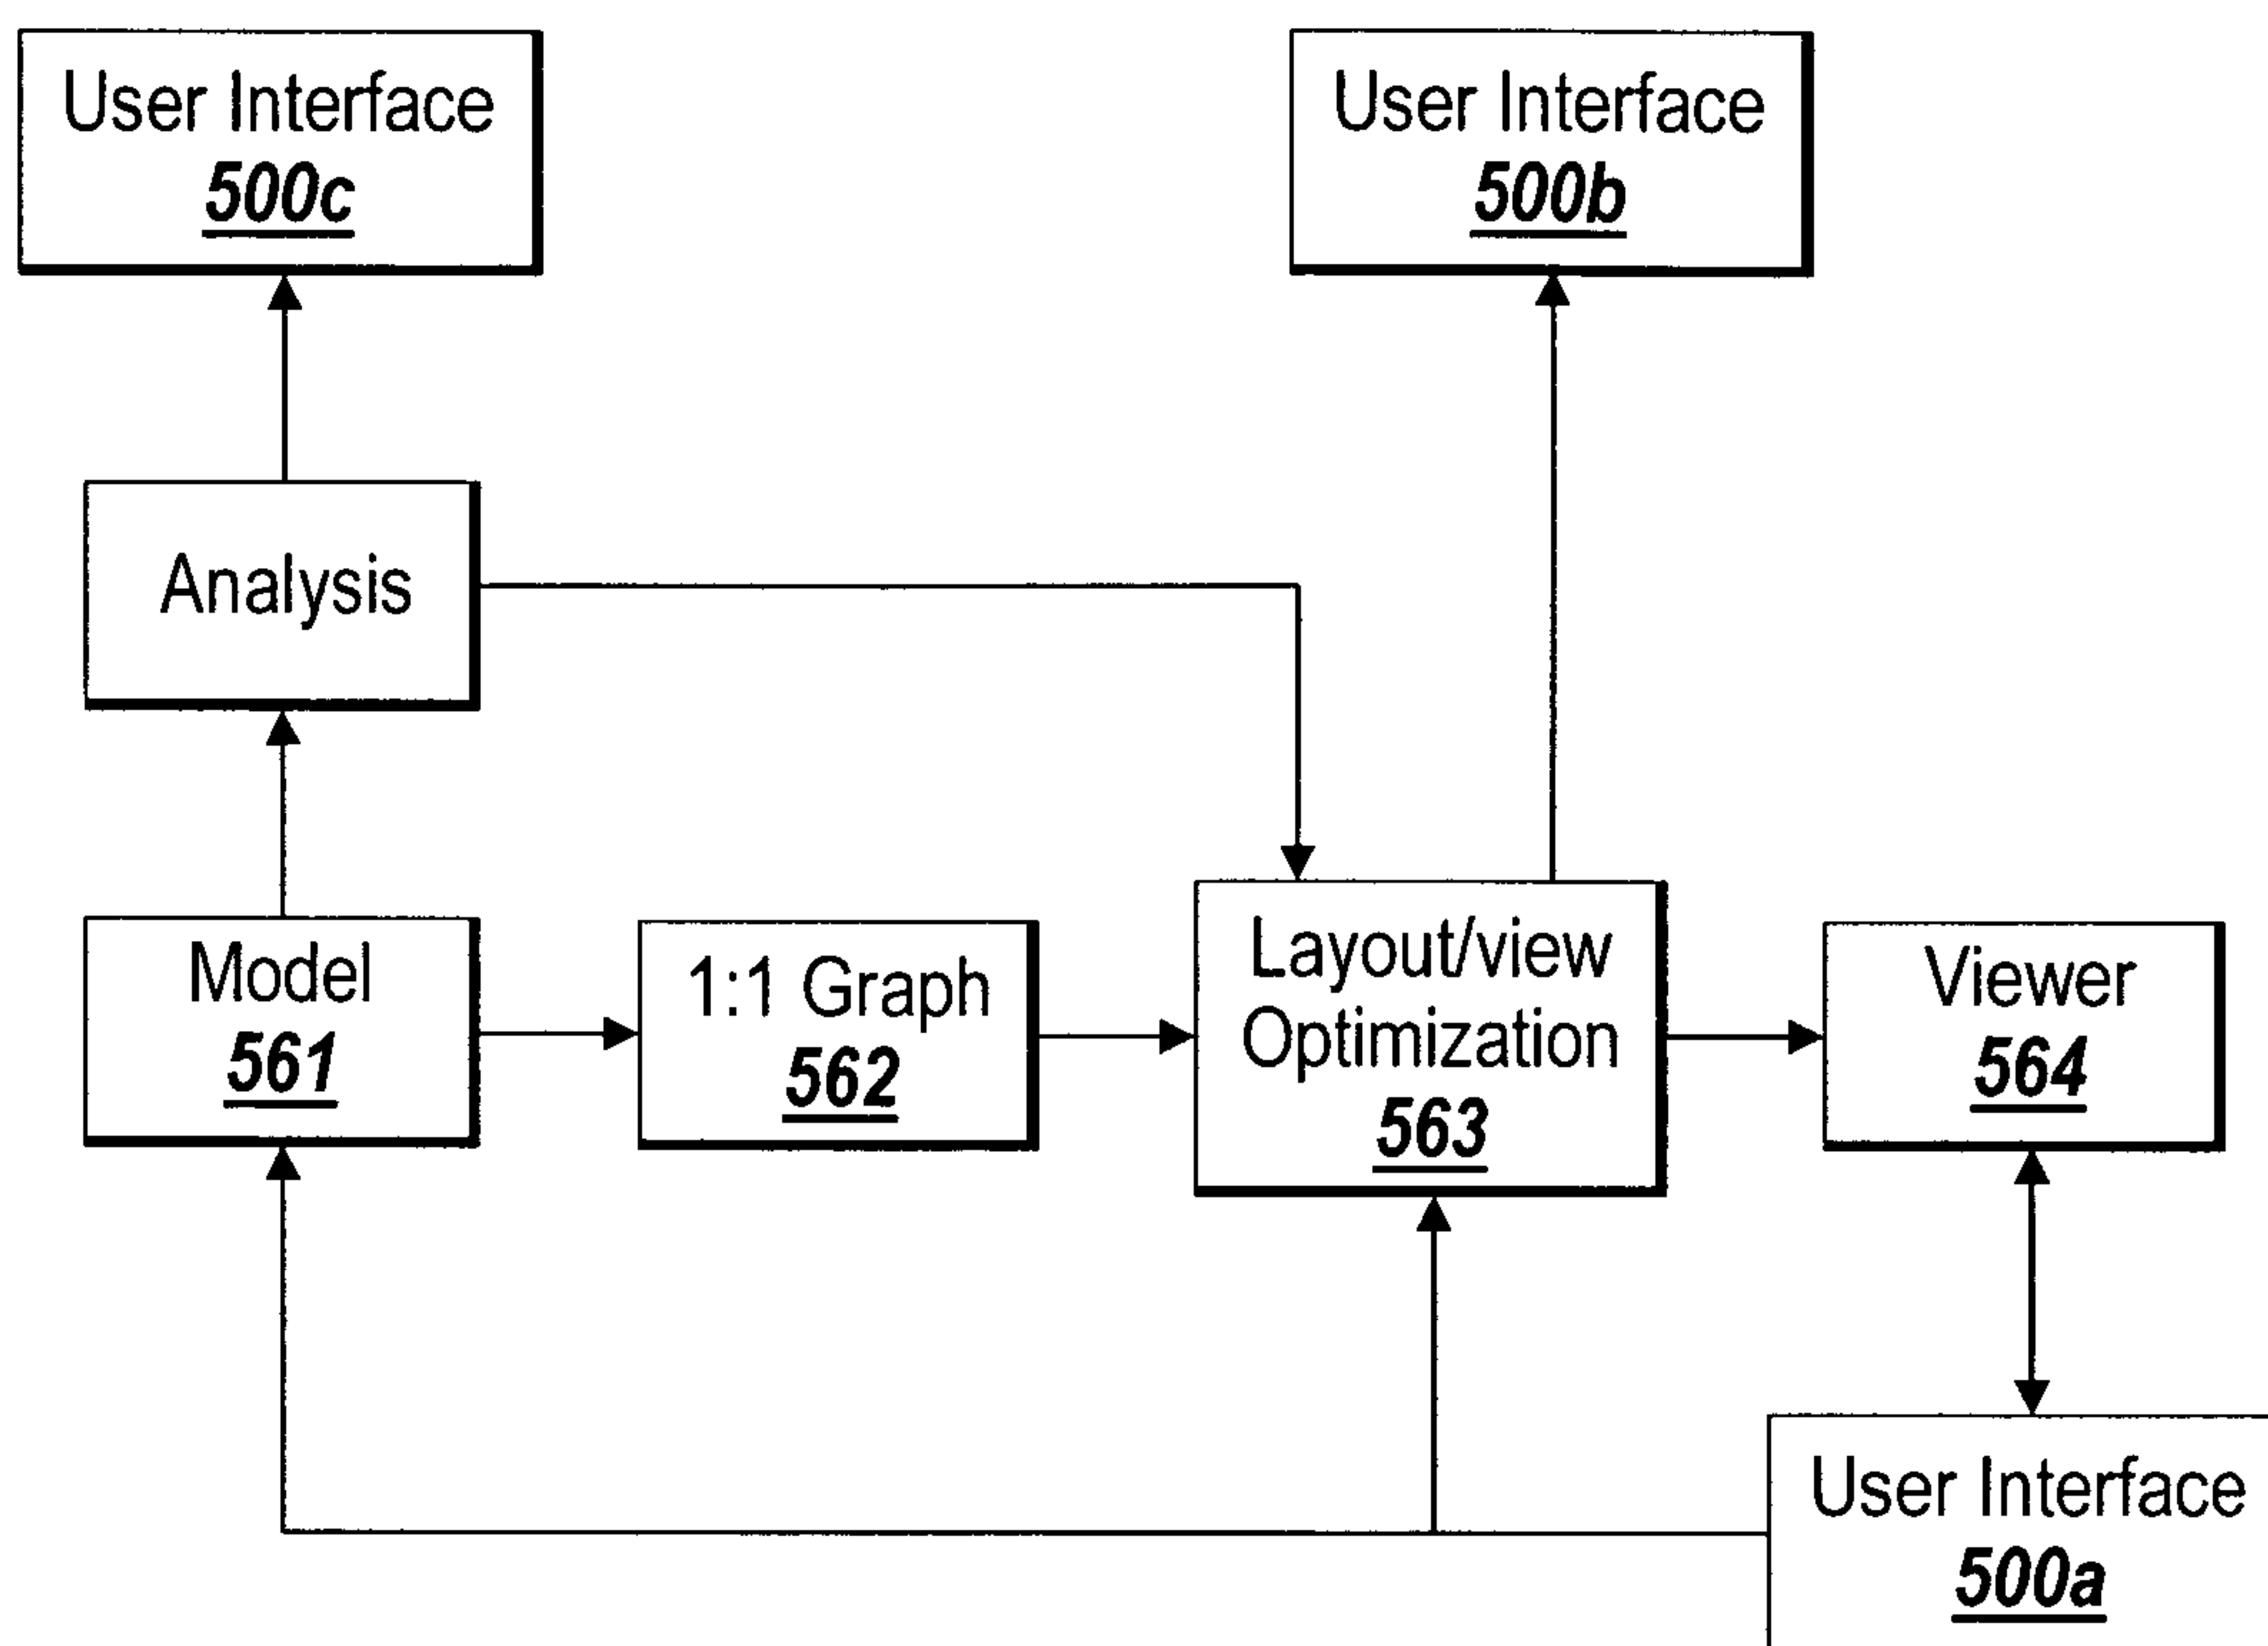 User Interface
500c
User Interface
500b
Analysis
Model
561
1:1 Graph
562
Layout/view
Optimization
563
Viewer
564
User Interface
500a